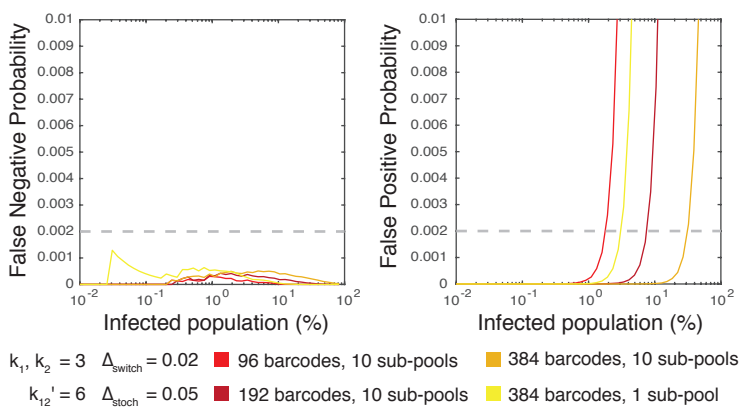 0.01
0.009
0.008
0.007
0.006
0.005
0.004
0.003
0.002
0.001
0
False Negative Probability
10^-2 10^-1 10^0 10^1 10^2
Infected population (%)
0.01
0.009
0.008
0.007
0.006
0.005
0.004
0.003
0.002
0.001
0
False Positive Probability
10^-2 10^-1 10^0 10^1 10^2
Infected population (%)
k_1, k_2 = 3 Δ_switch = 0.02 96 barcodes, 10 sub-pools 384 barcodes, 10 sub-pools
k_12' = 6 Δ_stoch = 0.05 192 barcodes, 10 sub-pools 384 barcodes, 1 sub-pool